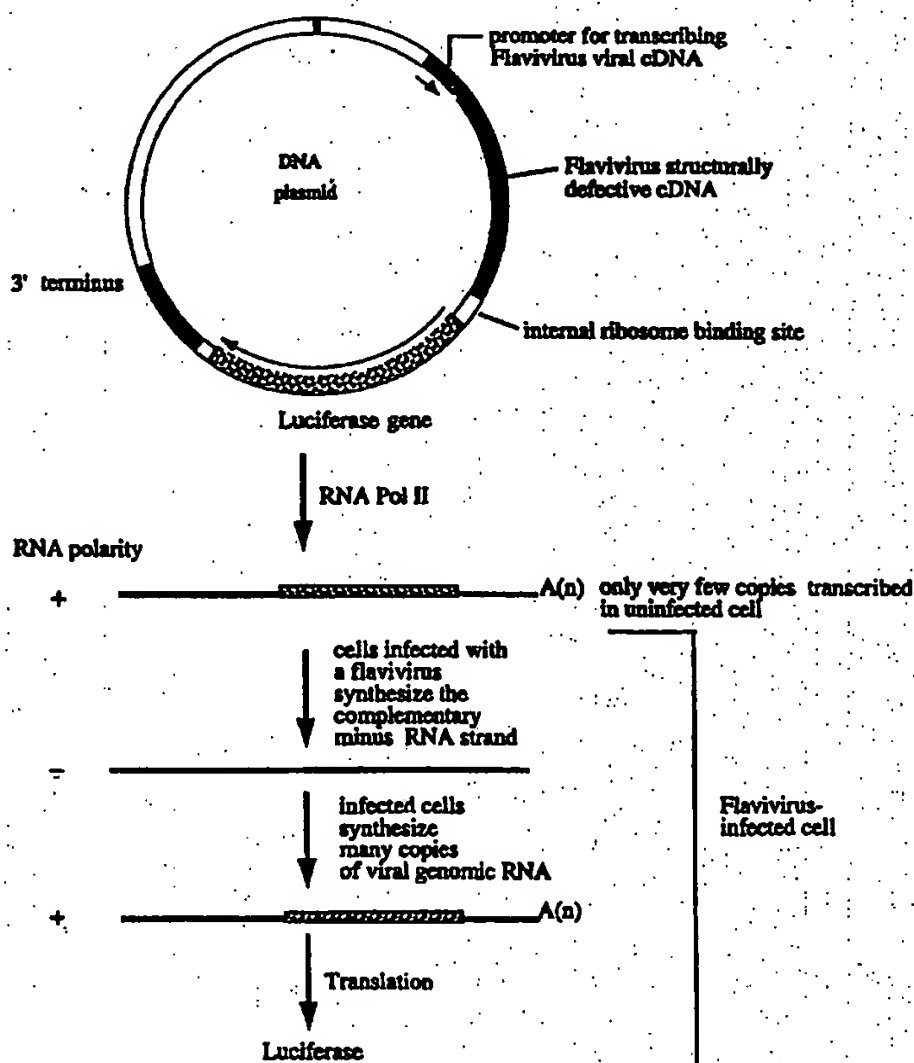 promoter for transcribing
Flavivirus viral cDNA
DNA
plasmid
Flavivirus structurally
defective cDNA
3' terminus
internal ribosome binding site
Luciferase gene
RNA Pol II
RNA polarity
+
A(n) only very few copies transcribed
in uninfected cell
cells infected with
a flavivirus
synthesize the
complementary
minus RNA strand
-
infected cells
synthesize
many copies
of viral genomic RNA
Flavivirus-
infected cell
+
A(n)
Translation
Luciferase